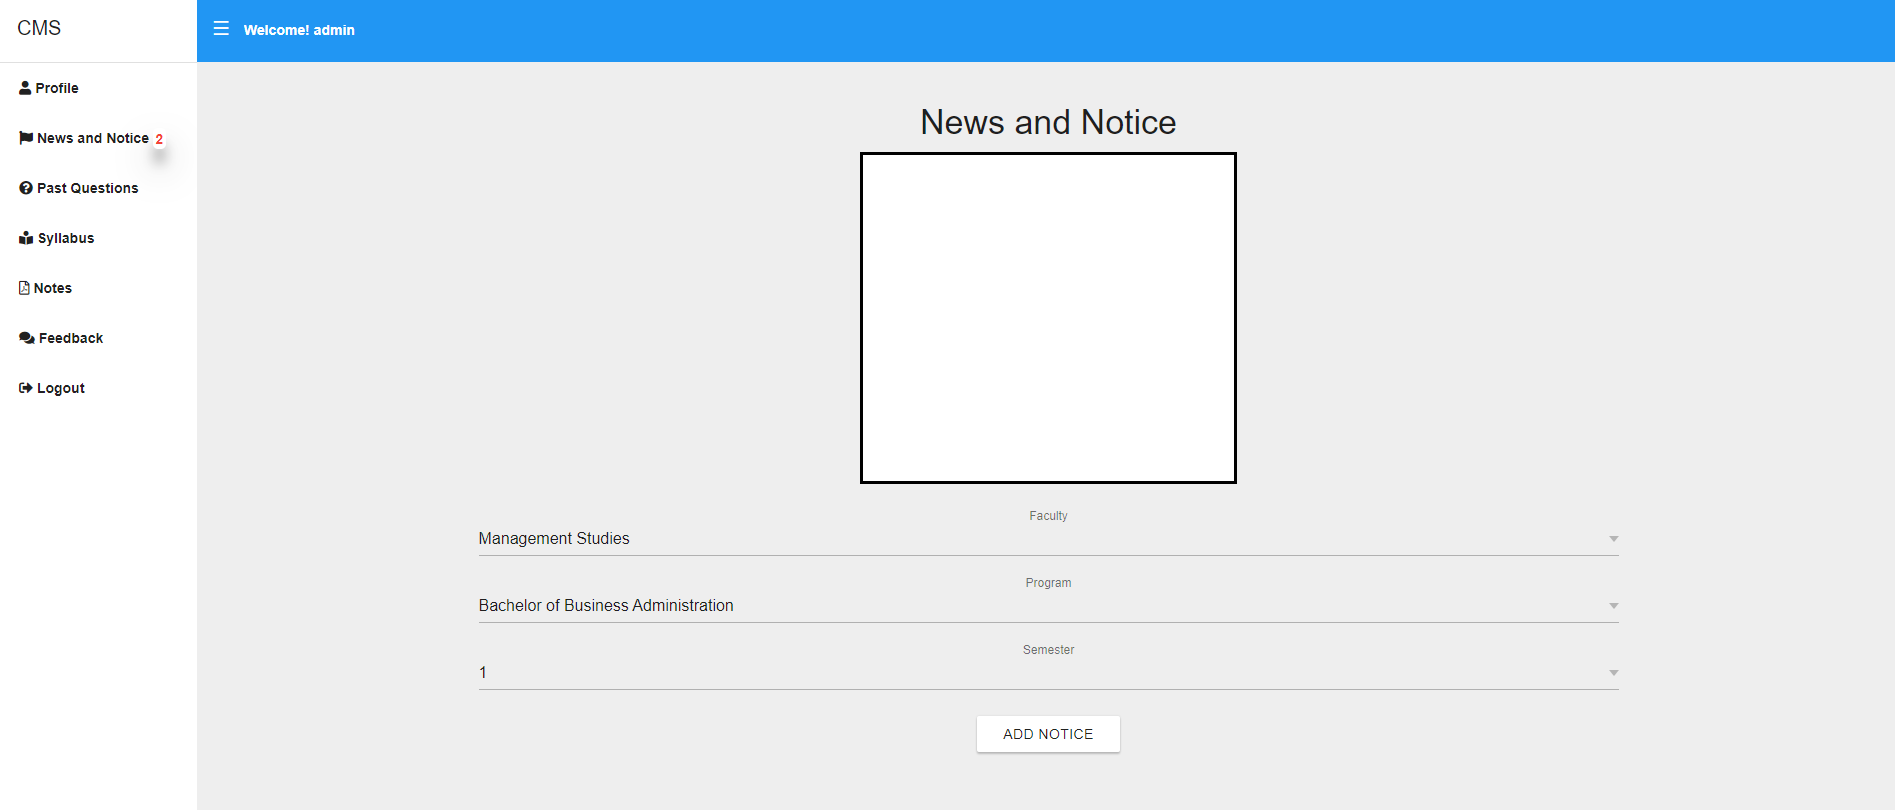 CMS
Welcome! admin
Profile
News and Notice 2
Past Questions
Syllabus
Notes
Feedback
Logout
News and Notice
Faculty
Management Studies
Program
Bachelor of Business Administration
Semester
1
ADD NOTICE